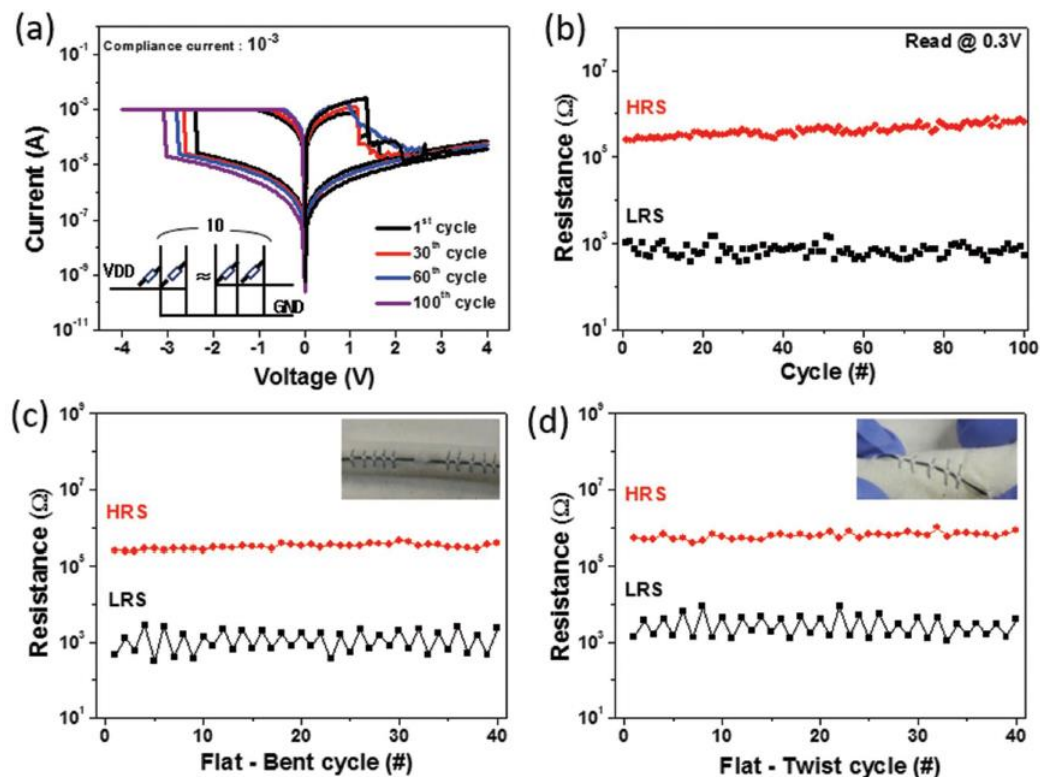 (a)
Compliance current : 10⁻³
Current (A)
10⁻¹
10⁻³
10⁻⁵
10⁻⁷
10⁻⁹
10⁻¹¹
10
VDD
≈
GND
1ˢᵗ cycle
30ᵗʰ cycle
60ᵗʰ cycle
100ᵗʰ cycle
-4 -3 -2 -1 0 1 2 3 4
Voltage (V)
(b)
Read @ 0.3V
Resistance (Ω)
10⁷
10⁵
10³
10¹
HRS
LRS
0 20 40 60 80 100
Cycle (#)
(c)
Resistance (Ω)
10⁹
10⁷
10⁵
10³
10¹
HRS
LRS
0 10 20 30 40
Flat - Bent cycle (#)
(d)
Resistance (Ω)
10⁹
10⁷
10⁵
10³
10¹
HRS
LRS
0 10 20 30 40
Flat - Twist cycle (#)